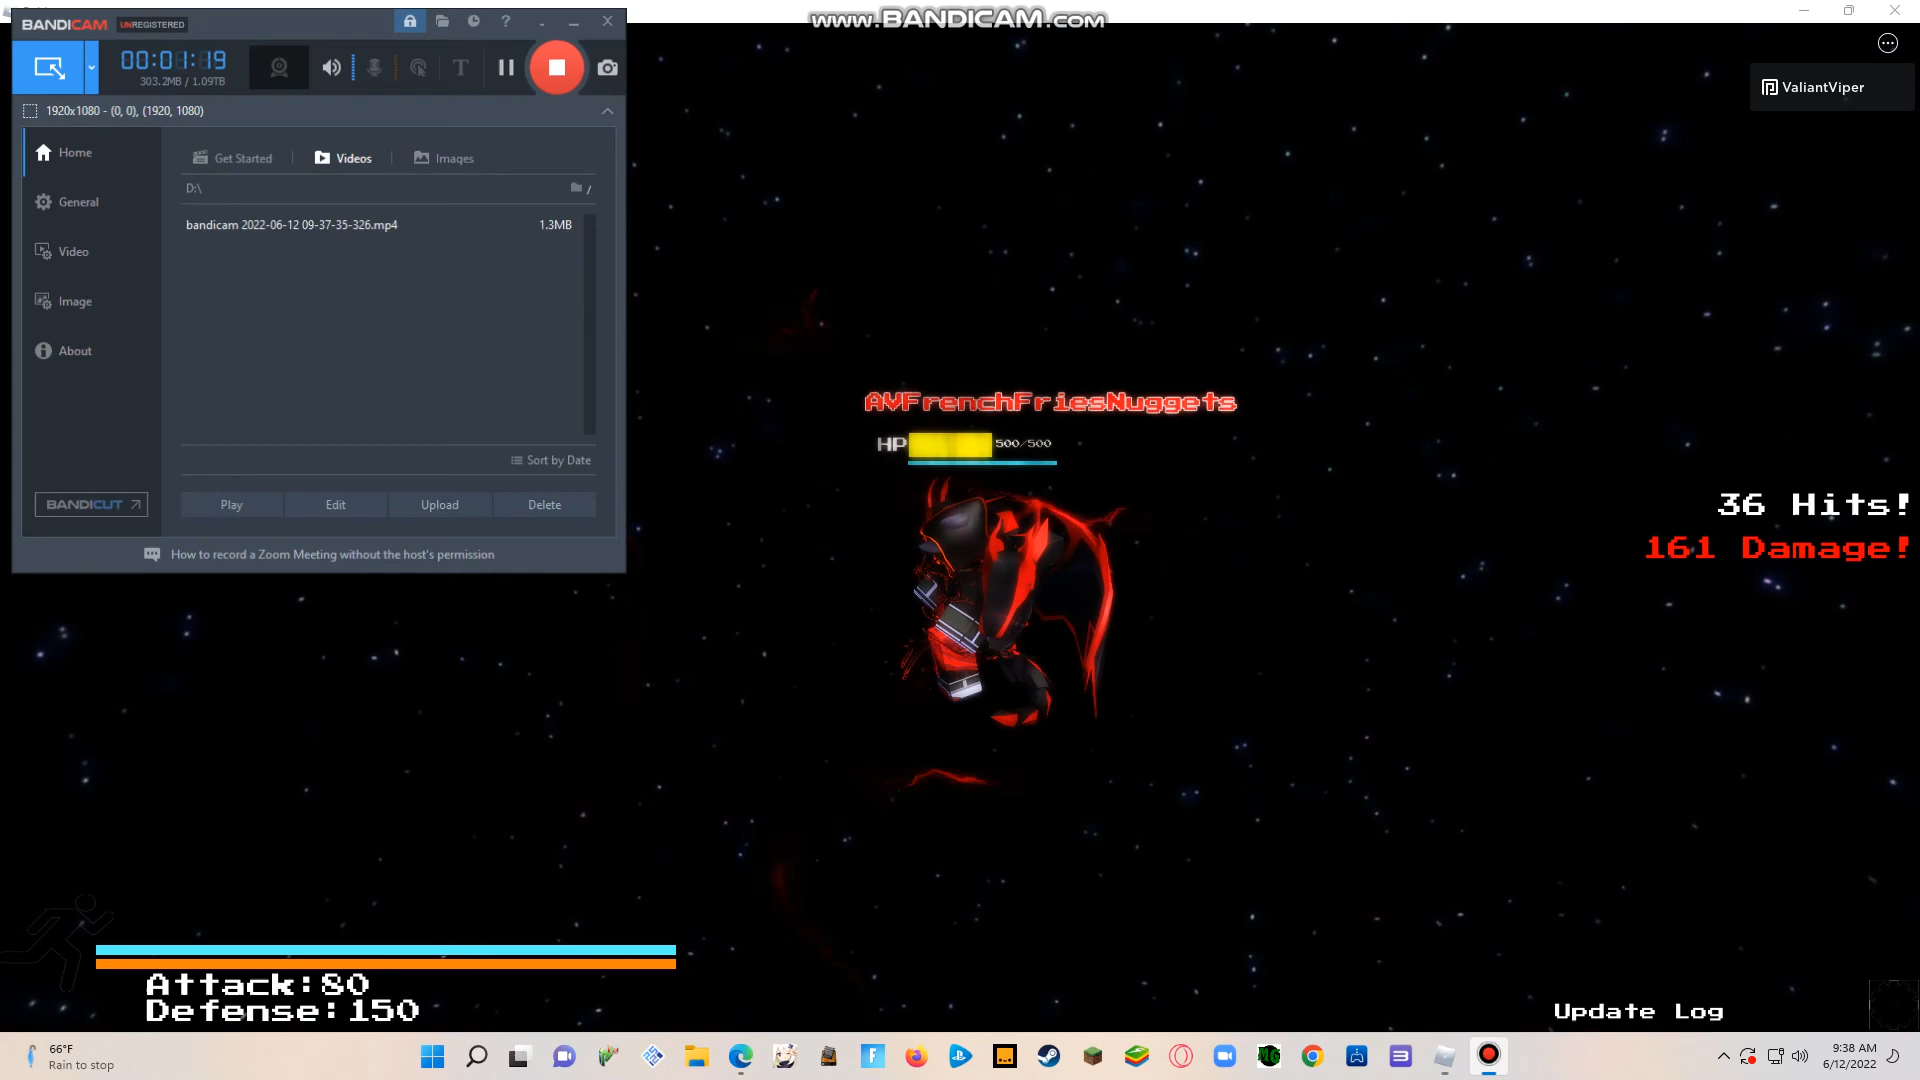 BANDICAM UNREGISTERED
www.BANDICAM.com
00:01:19
303.2MB / 1.09TB
1920x1080 - (0, 0), (1920, 1080)
Home
General
Video
Image
About
BANDICUT
Get Started
Videos
Images
D:\
bandicam 2022-06-12 09-37-35-326.mp4 1.3MB
Sort by Date
Play Edit Upload Delete
How to record a Zoom Meeting without the host's permission
ValiantViper
AVFrenchFriesNuggets
HP 500/500
36 Hits!
161 Damage!
Attack:80
Defense:150
Update Log
66°F
Rain to stop
9:38 AM
6/12/2022